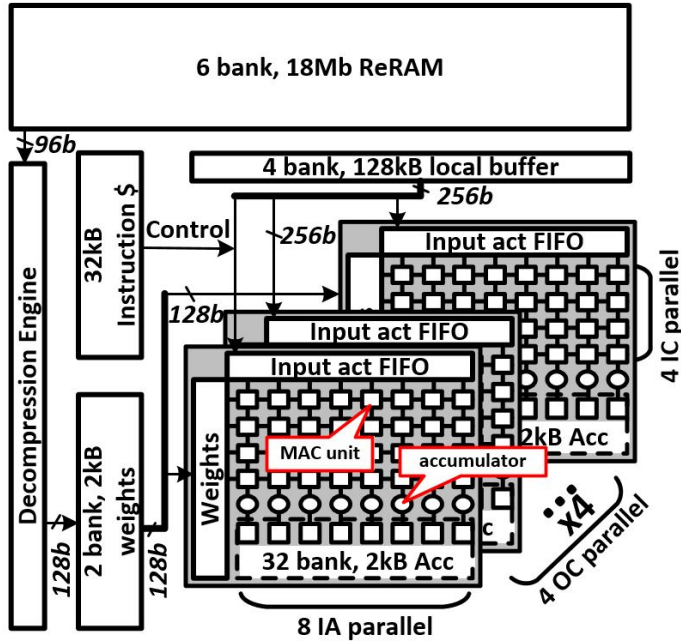 6 bank, 18Mb ReRAM
96b
4 bank, 128kB local buffer
256b
32kB
Instruction $
Control
256b
Input act FIFO
128b
Input act FIFO
4 IC parallel
Decompression Engine
Input act FIFO
2 bank, 2kB
weights
Weights
MAC unit
accumulator
2kB Acc
x4
4 OC parallel
128b
128b
32 bank, 2kB Acc
8 IA parallel